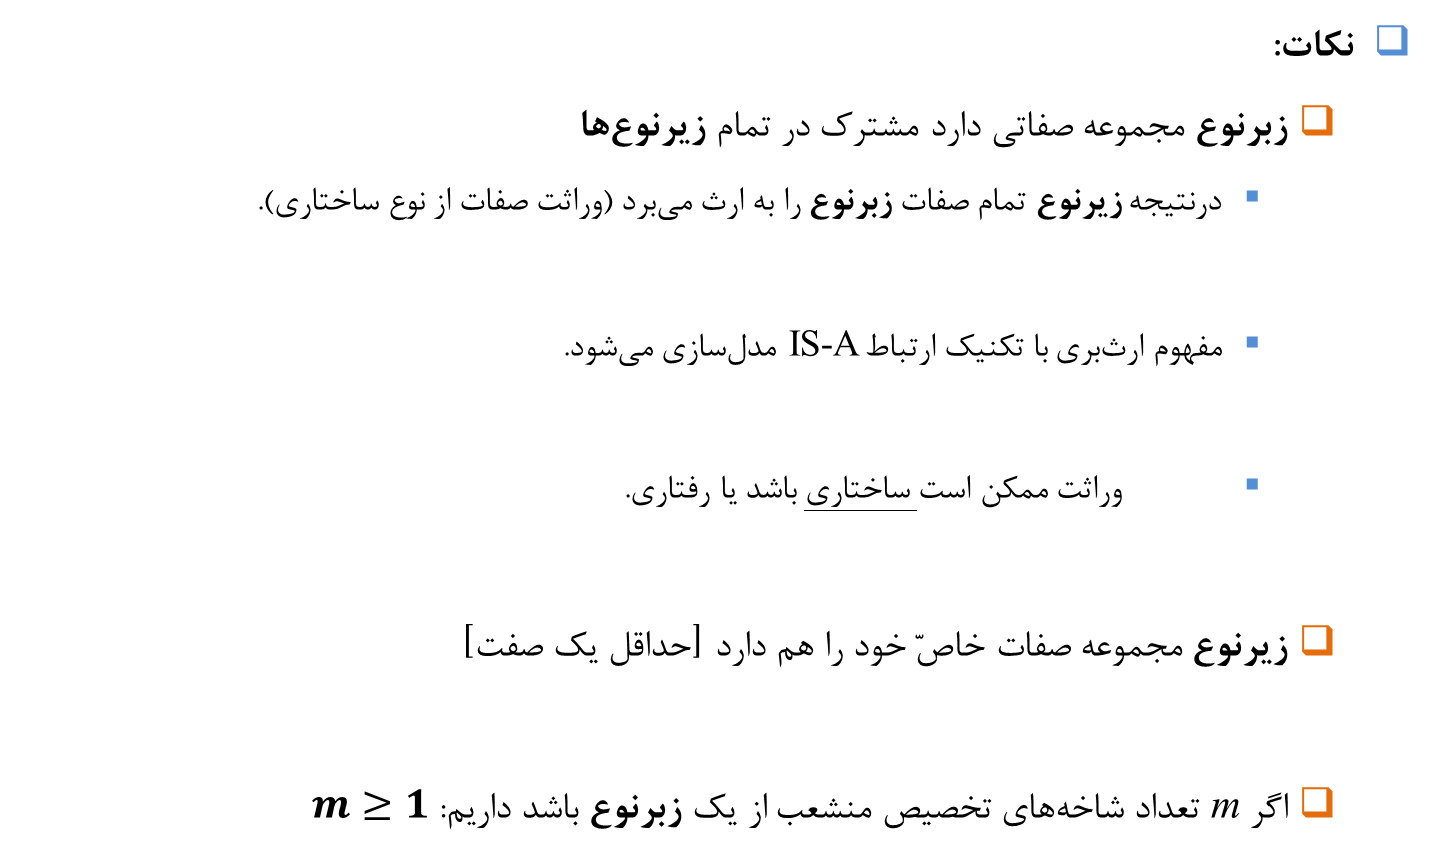 نکات:
زبرنوع مجموعه صفاتی دارد مشترک در تمام زیرنوع‌ها
درنتیجه زیرنوع تمام صفات زبرنوع را به ارث می‌برد (وراثت صفات از نوع ساختاری).
مفهوم ارث‌بری با تکنیک ارتباط IS-A مدل‌سازی می‌شود.
وراثت ممکن است ساختاری باشد یا رفتاری.
زیرنوع مجموعه صفات خاصّ خود را هم دارد [حداقل یک صفت]
اگر m تعداد شاخه‌های تخصیص منشعب از یک زبرنوع باشد داریم: m ≥ 1